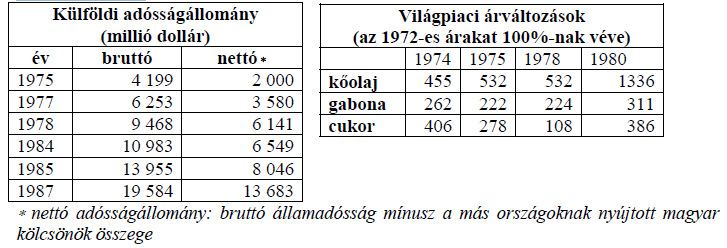 Külföldi adósságállomány
(millió dollár)
év bruttó nettó*
1975 4 199 2 000
1977 6 253 3 580
1978 9 468 6 141
1984 10 983 6 549
1985 13 955 8 046
1987 19 584 13 683
Világpiaci árváltozások
(az 1972-es árakat 100%-nak véve)
1974 1975 1978 1980
kőolaj 455 532 532 1336
gabona 262 222 224 311
cukor 406 278 108 386
* nettó adósságállomány: bruttó államadósság mínusz a más országoknak nyújtott magyar
kölcsönök összege